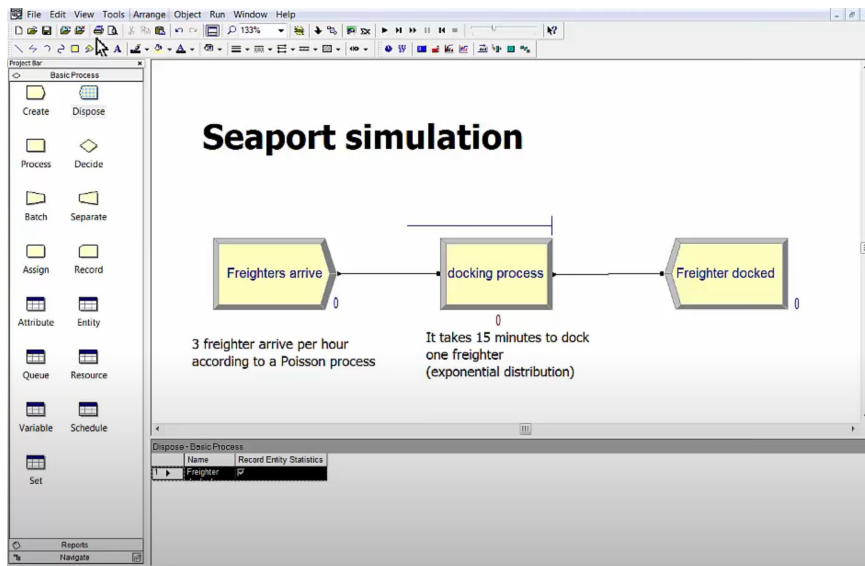 File Edit View Tools Arrange Object Run Window Help
133%
Project Bar
Basic Process
Create Dispose
Process Decide
Batch Separate
Assign Record
Attribute Entity
Queue Resource
Variable Schedule
Set
Reports
Navigate
Seaport simulation
Freighters arrive
0
docking process
0
Freighter docked
0
3 freighter arrive per hour
according to a Poisson process
It takes 15 minutes to dock
one freighter
(exponential distribution)
Dispose - Basic Process
Name Record Entity Statistics
1 Freighter